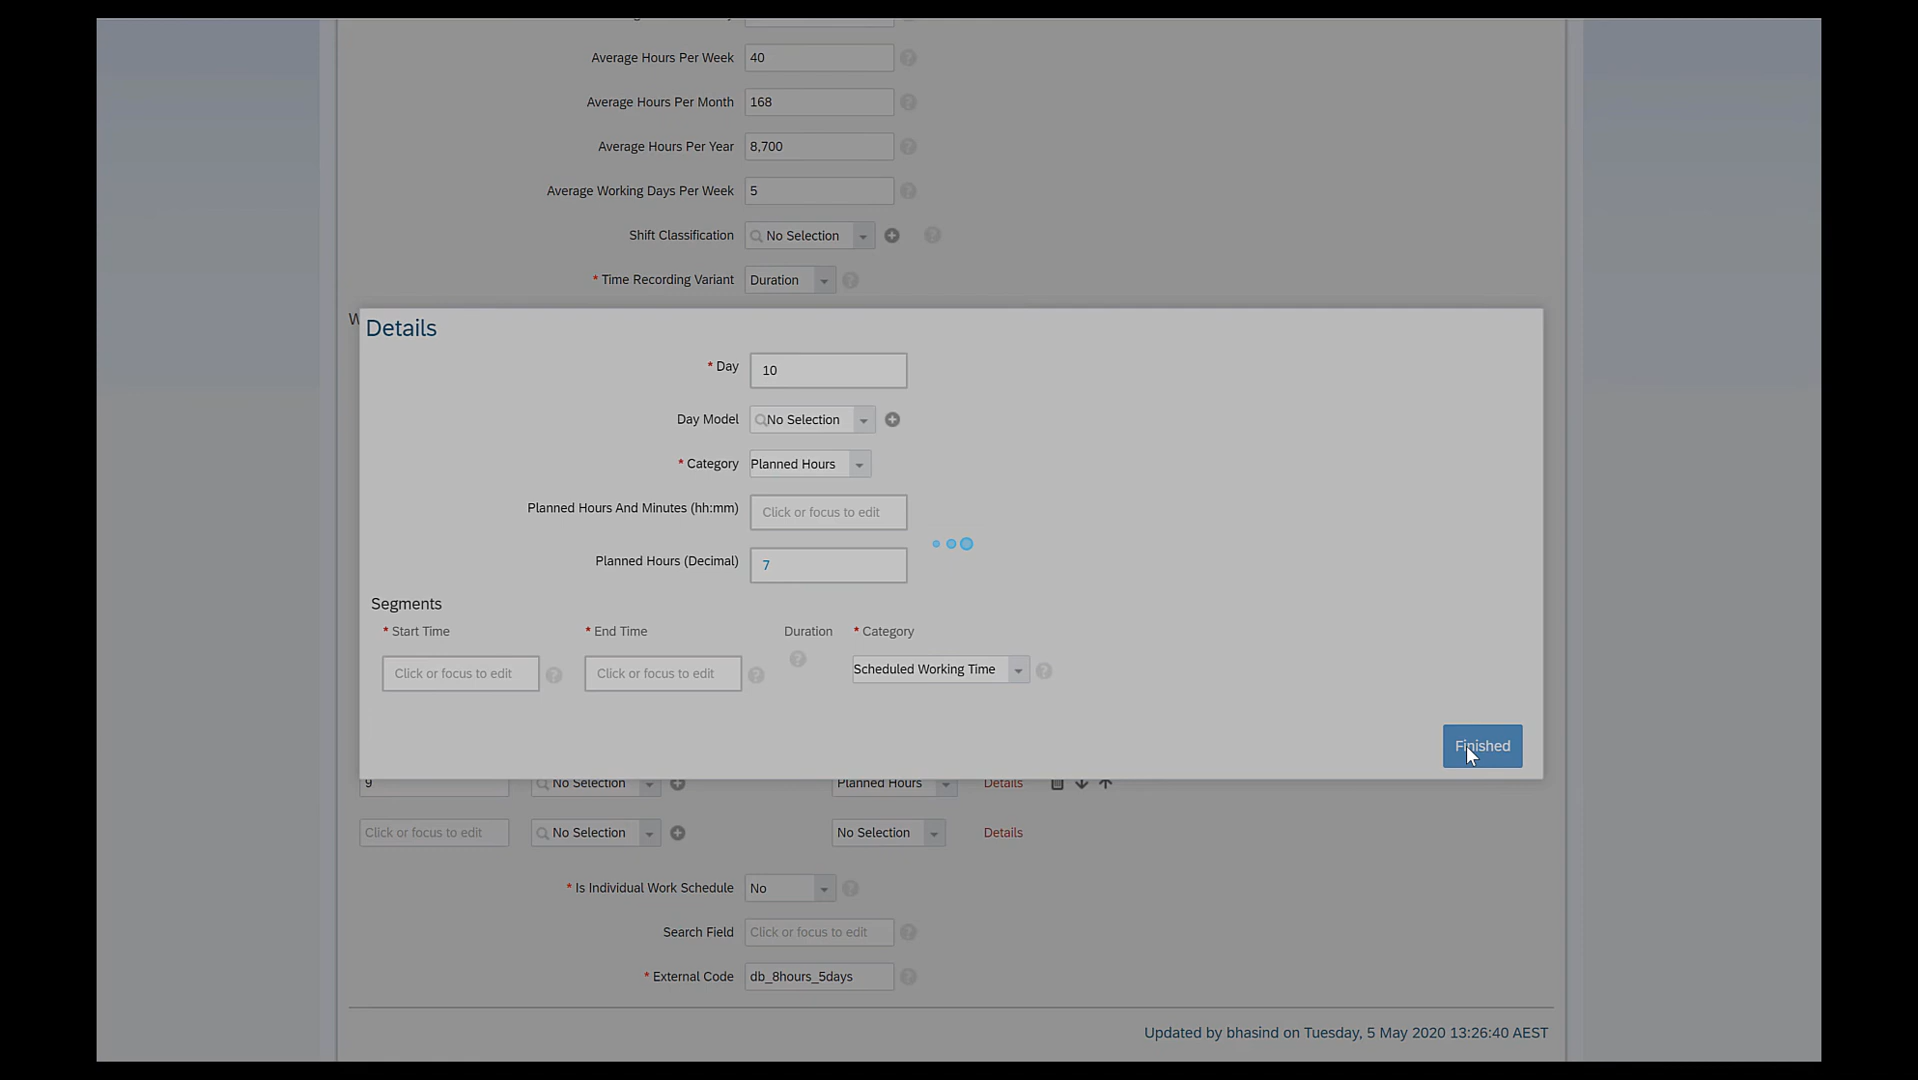 Average Hours Per Week 40
Average Hours Per Month 168
Average Hours Per Year 8,700
Average Working Days Per Week 5
Shift Classification No Selection
* Time Recording Variant Duration
W
Details
* Day 10
Day Model No Selection
* Category Planned Hours
Planned Hours And Minutes (hh:mm) Click or focus to edit
Planned Hours (Decimal) 7
Segments
* Start Time * End Time Duration * Category
Click or focus to edit Click or focus to edit Scheduled Working Time
Finished
9 No Selection Planned Hours Details
Click or focus to edit No Selection No Selection Details
* Is Individual Work Schedule No
Search Field Click or focus to edit
* External Code db_8hours_5days
Updated by bhasind on Tuesday, 5 May 2020 13:26:40 AEST